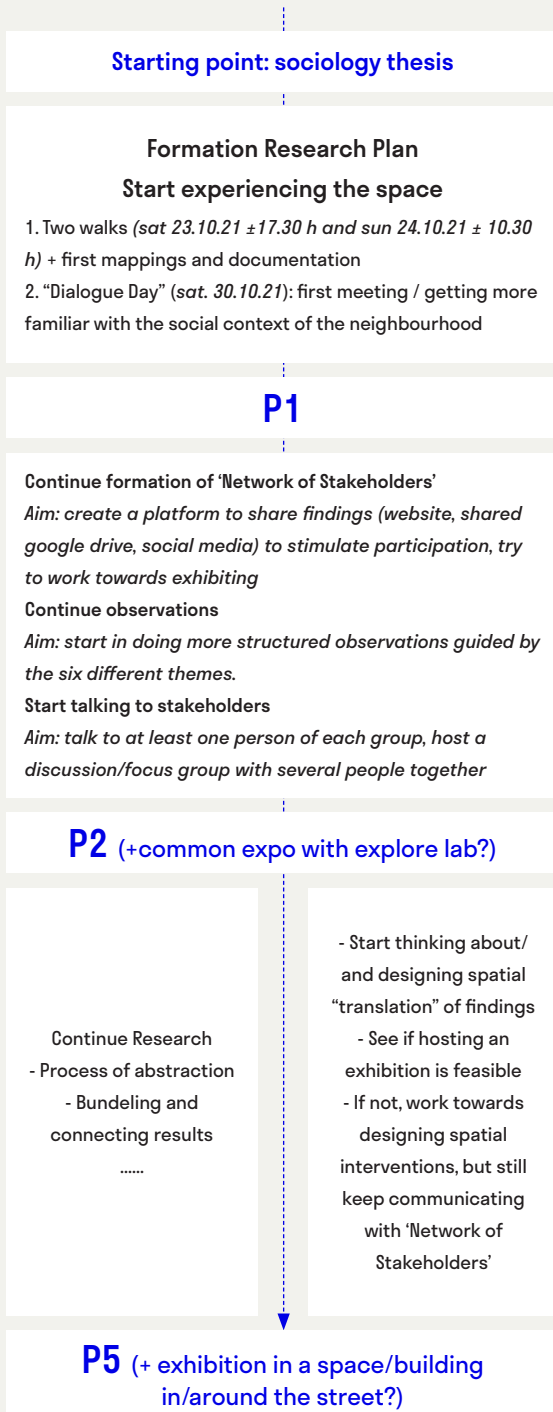 Starting point: sociology thesis
Formation Research Plan
Start experiencing the space
1. Two walks (sat 23.10.21 ±17.30 h and sun 24.10.21 ± 10.30
h) + first mappings and documentation
2. “Dialogue Day” (sat. 30.10.21): first meeting / getting more
familiar with the social context of the neighbourhood
P1
Continue formation of ‘Network of Stakeholders’
Aim: create a platform to share findings (website, shared
google drive, social media) to stimulate participation, try
to work towards exhibiting
Continue observations
Aim: start in doing more structured observations guided by
the six different themes.
Start talking to stakeholders
Aim: talk to at least one person of each group, host a
discussion/focus group with several people together
P2 (+common expo with explore lab?)
Continue Research
- Process of abstraction
- Bundeling and
connecting results
......
- Start thinking about/
and designing spatial
“translation” of findings
- See if hosting an
exhibition is feasible
- If not, work towards
designing spatial
interventions, but still
keep communicating
with ‘Network of
Stakeholders’
P5 (+ exhibition in a space/building
in/around the street?)